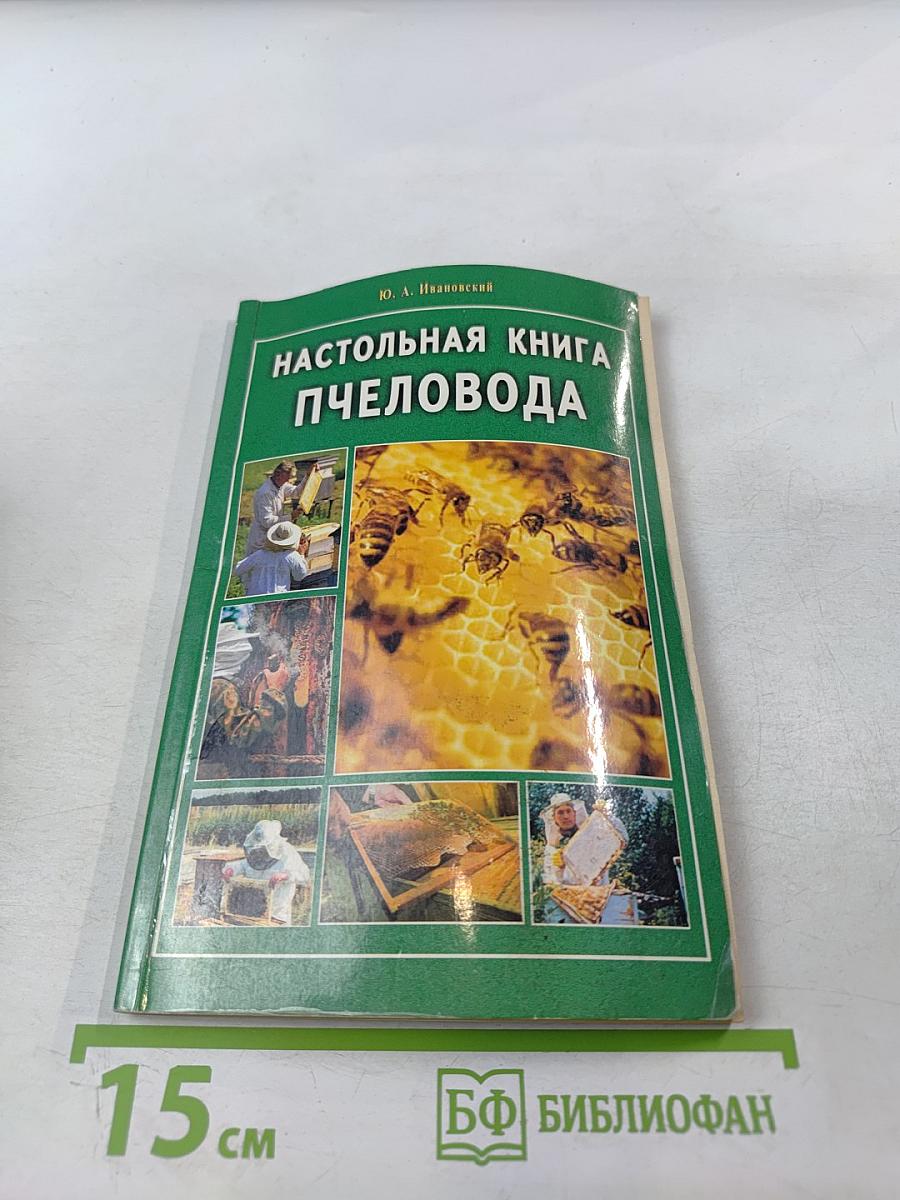 Ю. А. Ивановский
НАСТОЛЬНАЯ КНИГА
ПЧЕЛОВОДА
15 см
БФ БИБЛИОФАН